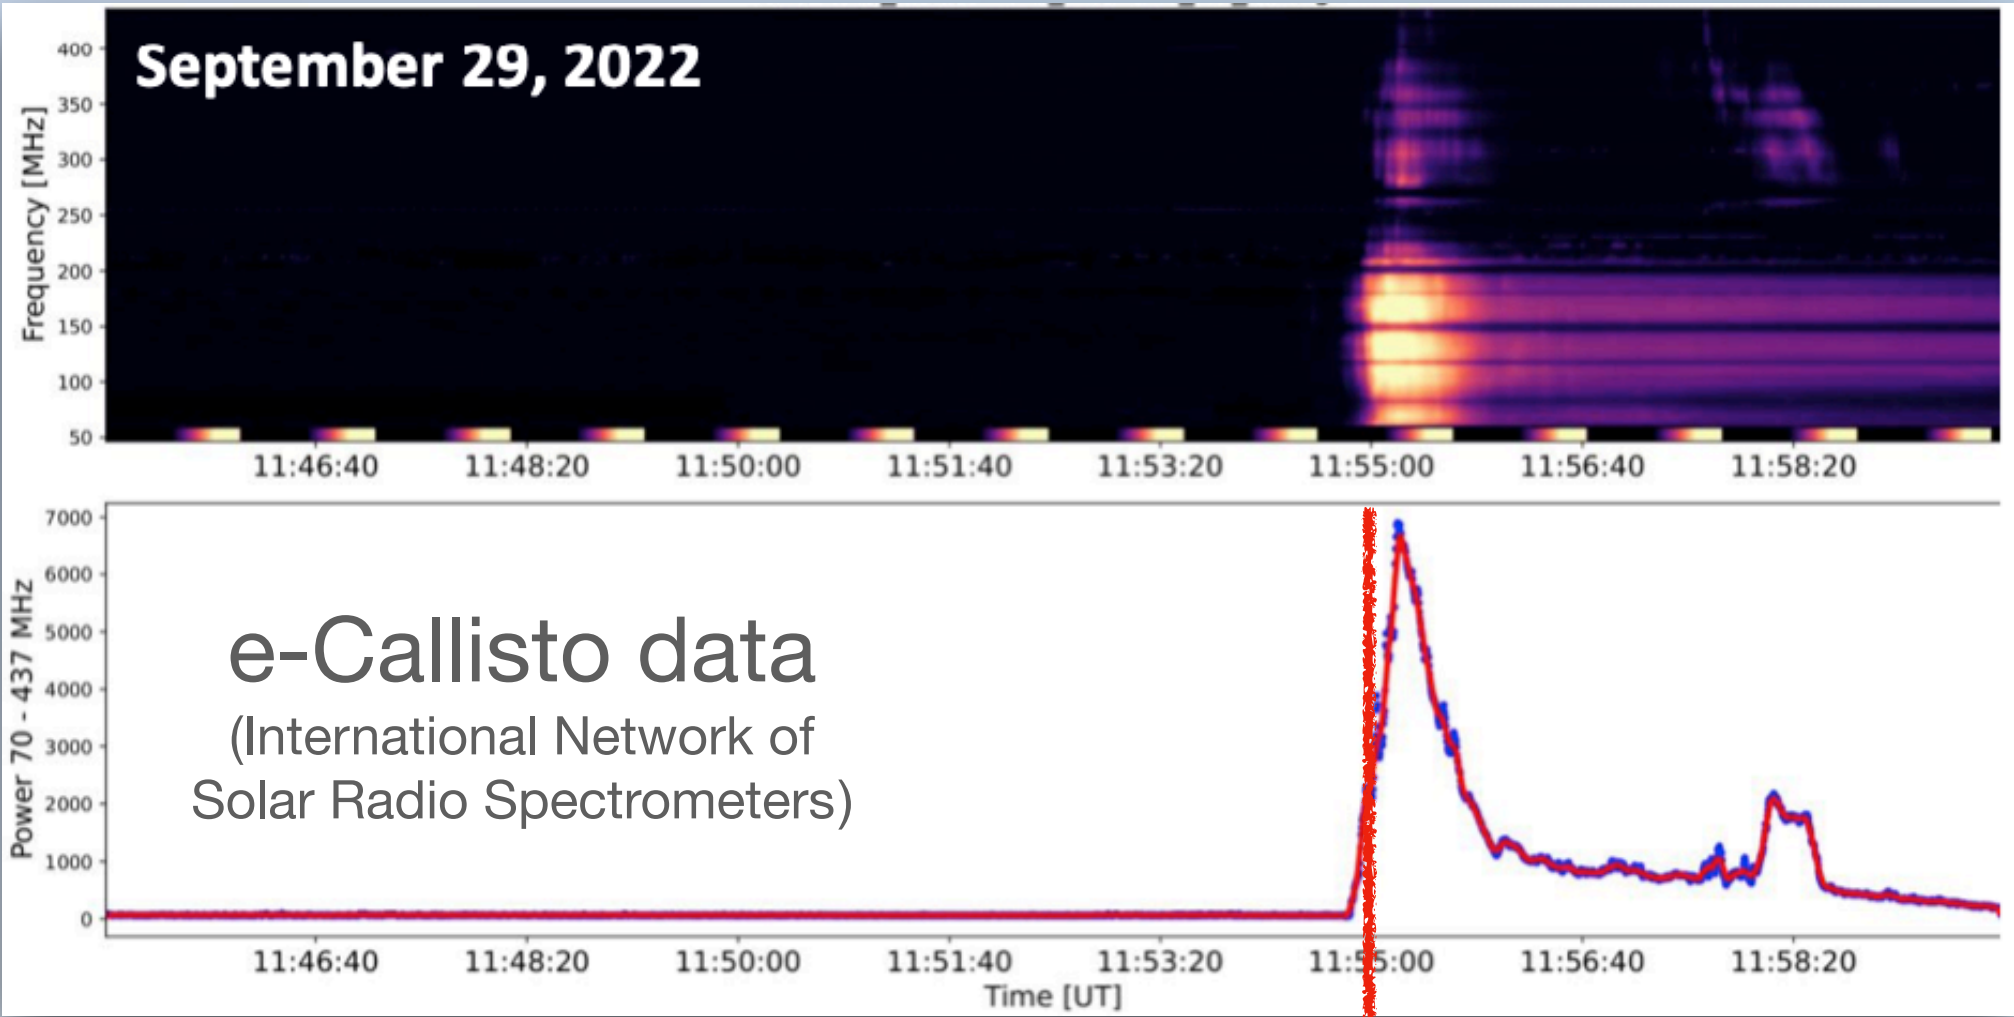 September 29, 2022
Frequency [MHz]
400
350
300
250
200
150
100
50
11:46:40 11:48:20 11:50:00 11:51:40 11:53:20 11:55:00 11:56:40 11:58:20
Power 70 - 437 MHz
7000
6000
5000
4000
3000
2000
1000
0
e-Callisto data
(International Network of
Solar Radio Spectrometers)
11:46:40 11:48:20 11:50:00 11:51:40 11:53:20 11:55:00 11:56:40 11:58:20
Time [UT]